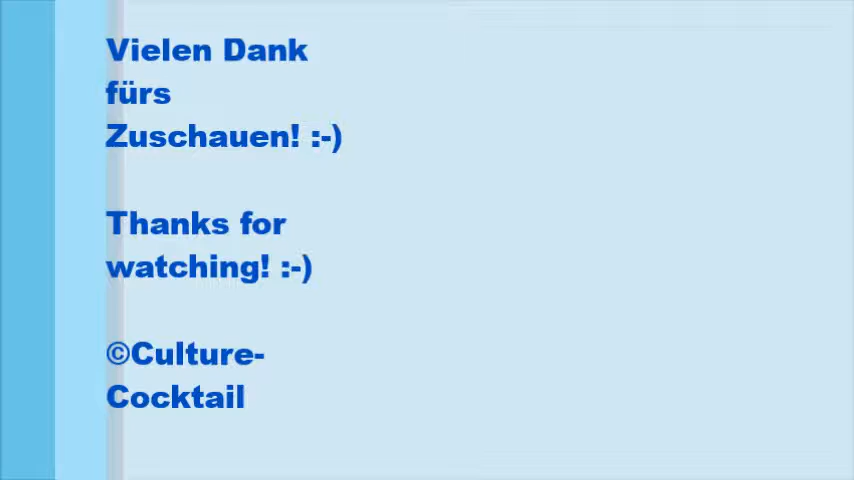 Vielen Dank
fürs
Zuschauen! :-)
Thanks for
watching! :-)
©Culture-
Cocktail